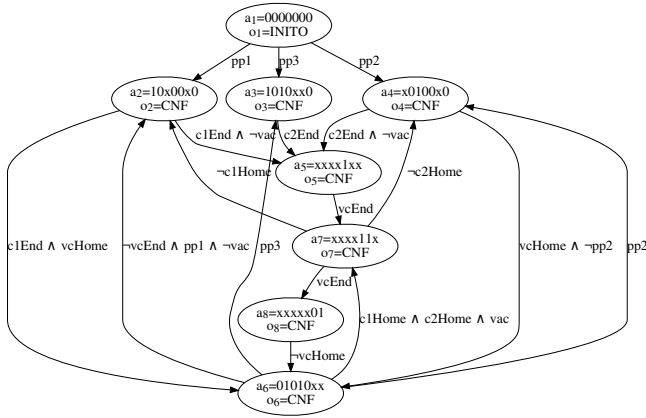 a1=0000000
o1=INITO
pp1
pp3
pp2
a2=10x00x0
o2=CNF
a3=1010xx0
o3=CNF
a4=x0100x0
o4=CNF
c1End ∧ ¬vac
c2End
c2End ∧ ¬vac
a5=xxxx1xx
o5=CNF
¬c1Home
¬c2Home
vcEnd
c1End ∧ vcHome
¬vcEnd ∧ pp1 ∧ ¬vac
pp3
a7=xxxx11x
o7=CNF
vcHome ∧ ¬pp2
pp2
vcEnd
a8=xxxxx01
o8=CNF
c1Home ∧ c2Home ∧ vac
¬vcHome
a6=01010xx
o6=CNF